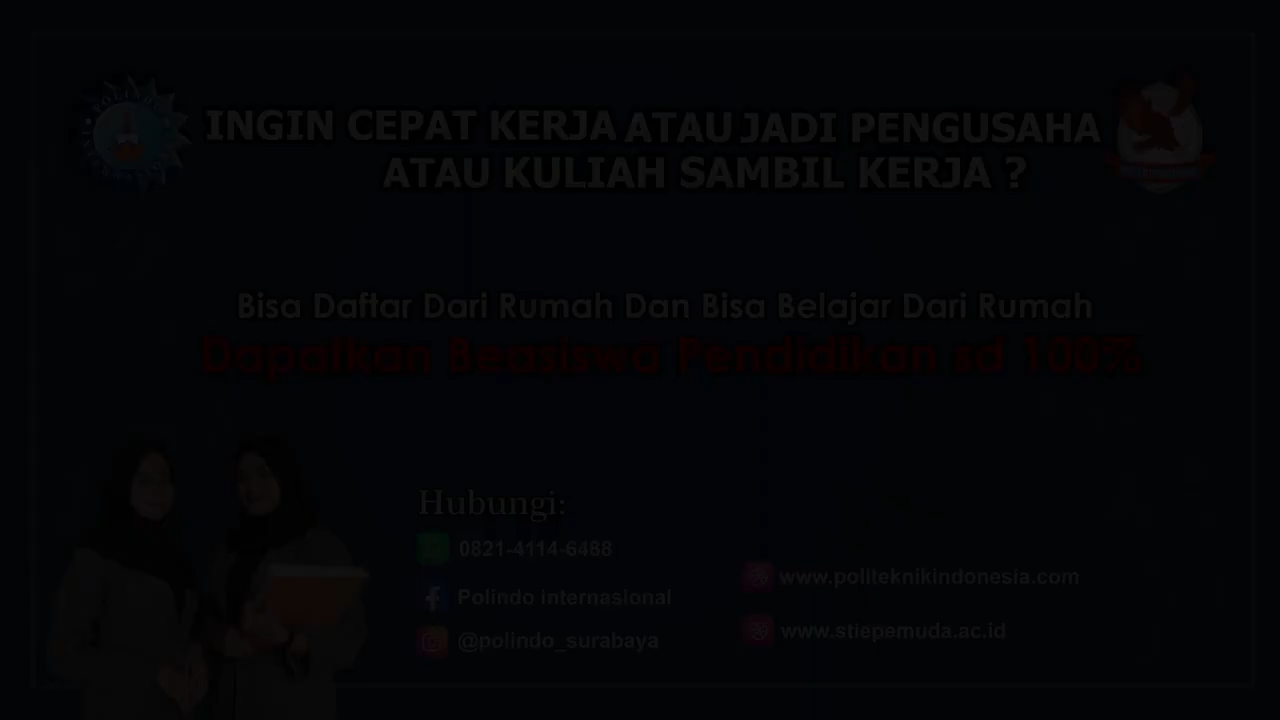 INGIN CEPAT KERJA ATAU JADI PENGUSAHA
ATAU KULIAH SAMBIL KERJA ?
Bisa Daftar Dari Rumah Dan Bisa Belajar Dari Rumah
Dapatkan Beasiswa Pendidikan sd 100%
Hubungi:
0821-4114-6488
Polindo internasional
@polindo_surabaya
www.politeknikindonesia.com
www.stiepemuda.ac.id